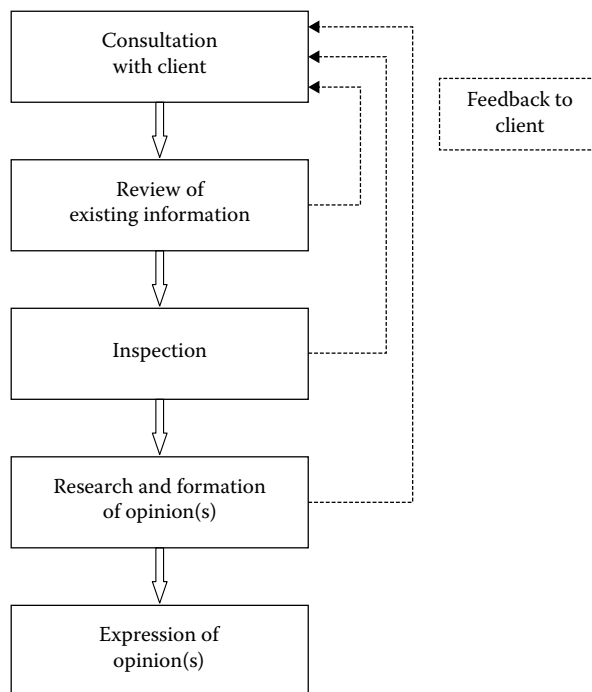 Consultation
with client
Feedback to
client
Review of
existing information
Inspection
Research and formation
of opinion(s)
Expression of
opinion(s)